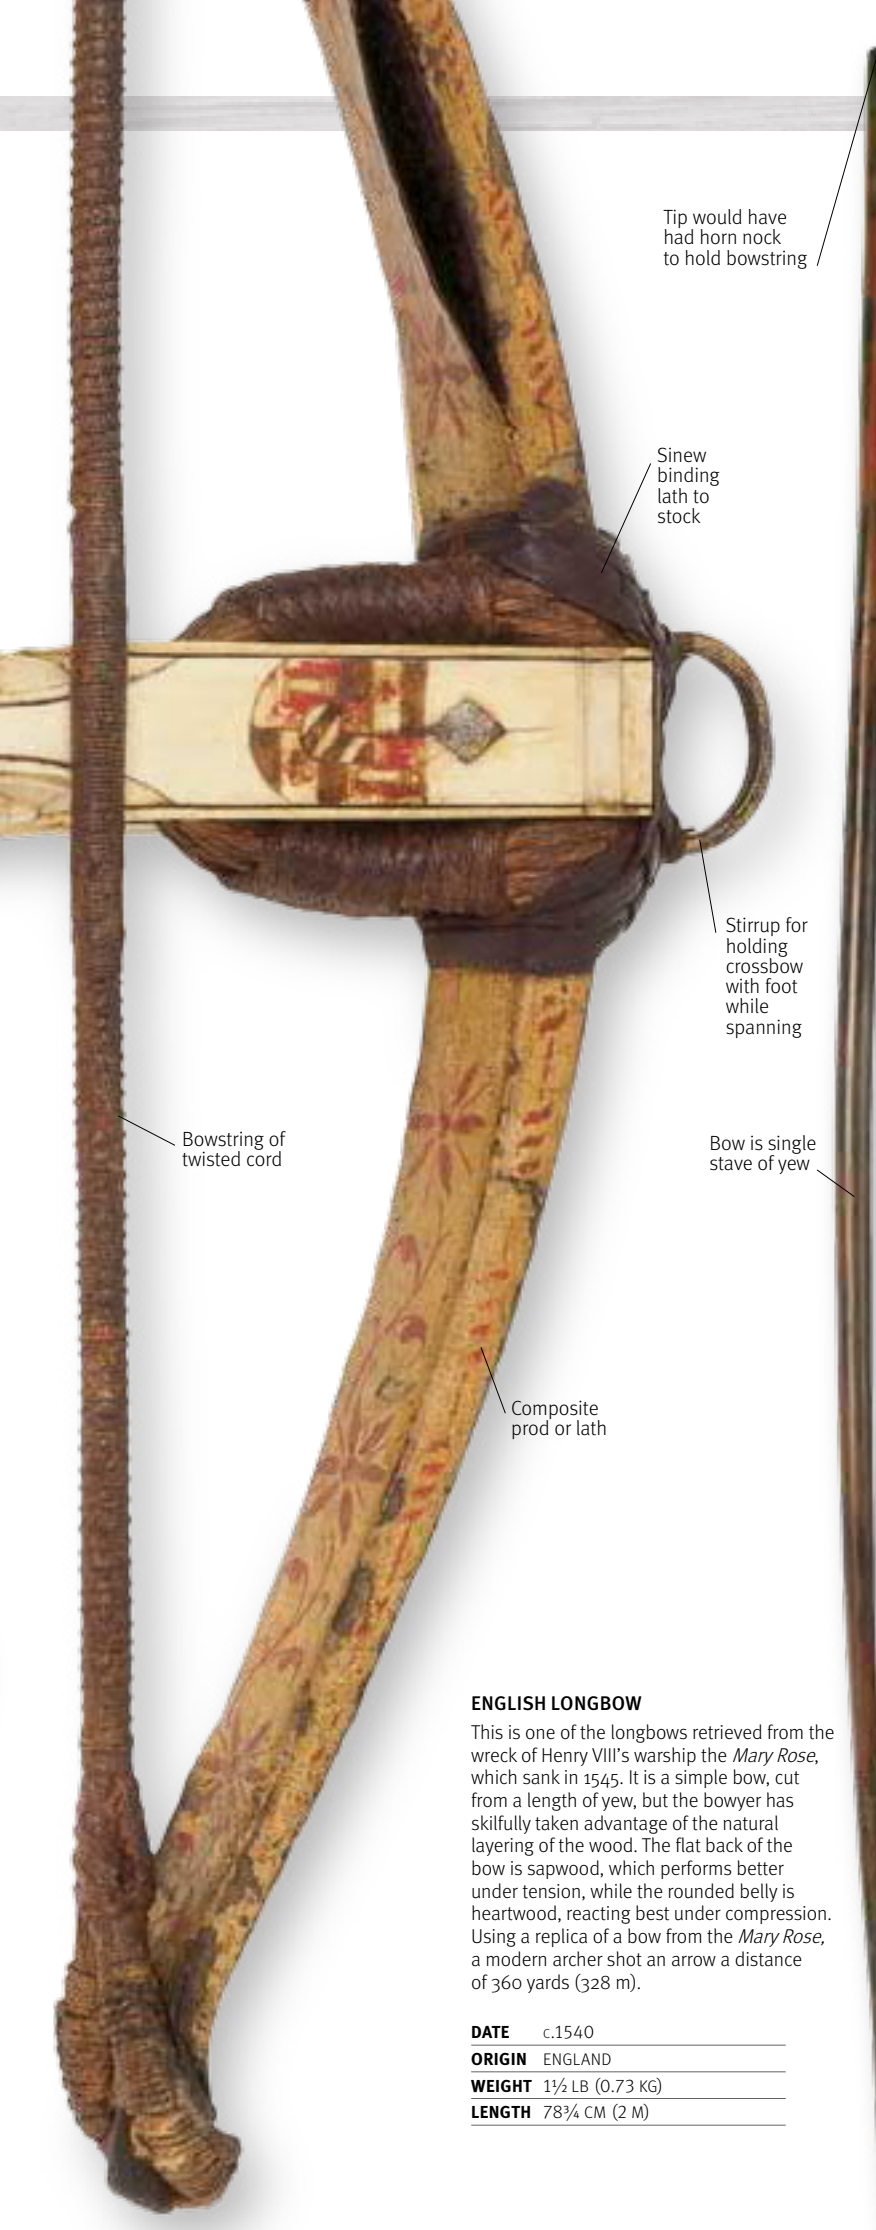 Tip would have
had horn nock
to hold bowstring
Sinew
binding
lath to
stock
Stirrup for
holding
crossbow
with foot
while
spanning
Bowstring of
twisted cord
Bow is single
stave of yew
Composite
prod or lath
ENGLISH LONGBOW
This is one of the longbows retrieved from the
wreck of Henry VIII's warship the Mary Rose,
which sank in 1545. It is a simple bow, cut
from a length of yew, but the bowyer has
skilfully taken advantage of the natural
layering of the wood. The flat back of the
bow is sapwood, which performs better
under tension, while the rounded belly is
heartwood, reacting best under compression.
Using a replica of a bow from the Mary Rose,
a modern archer shot an arrow a distance
of 360 yards (328 m).
DATE c.1540
ORIGIN ENGLAND
WEIGHT 1½ LB (0.73 KG)
LENGTH 78¾ CM (2 M)